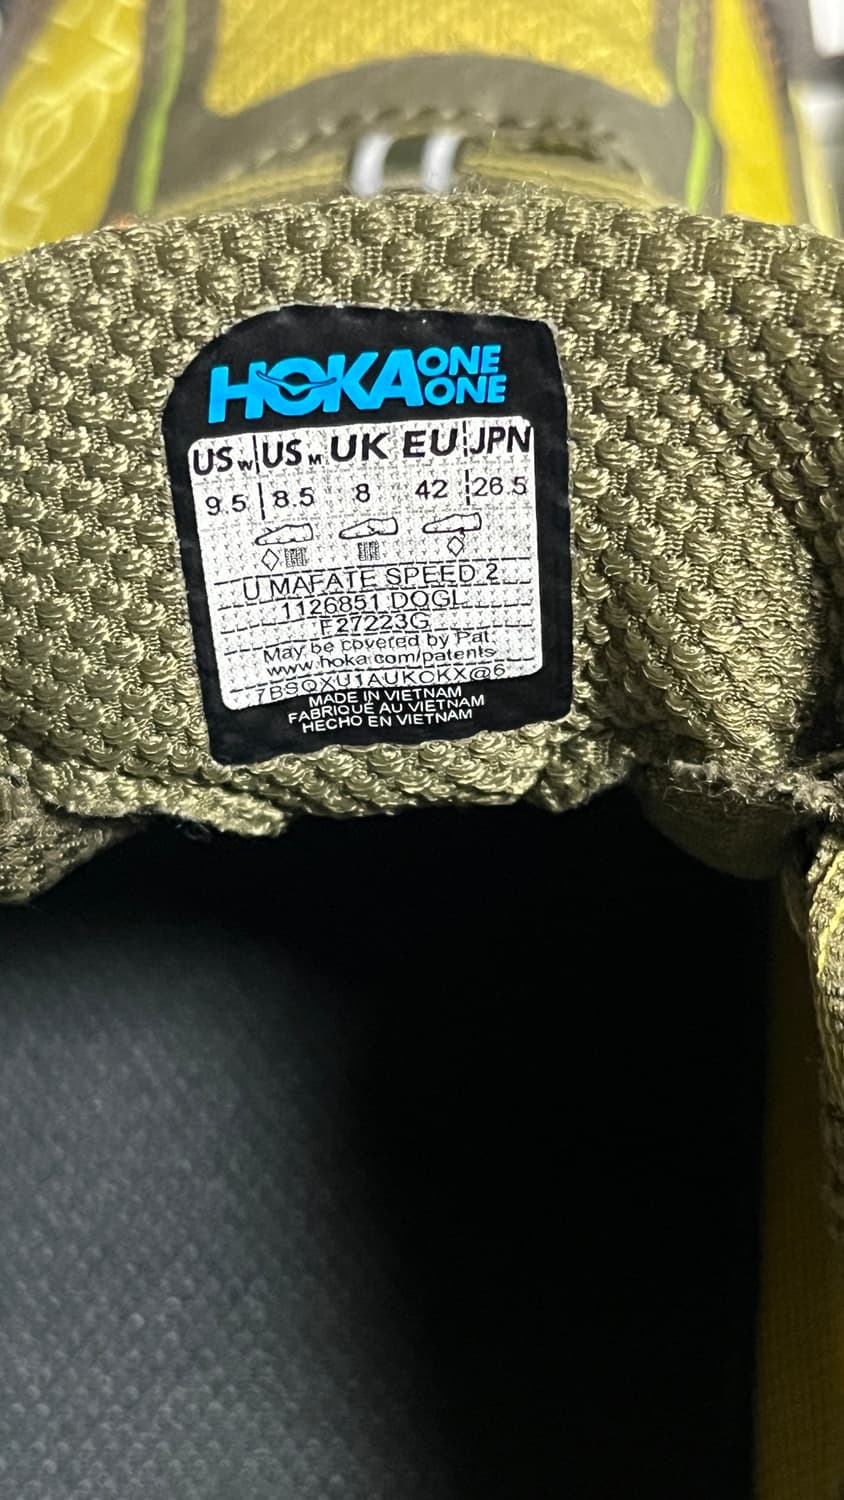 HOKA ONE ONE
US W US M UK EU JPN
9.5 8.5 8 42 26.5
U MAFATE SPEED 2
1126851 DOGL
F27223G
May be covered by Pat:
www.hoka.com/patents
7BSQXU1AUKOKX@6
MADE IN VIETNAM
FABRIQUÉ AU VIETNAM
HECHO EN VIETNAM